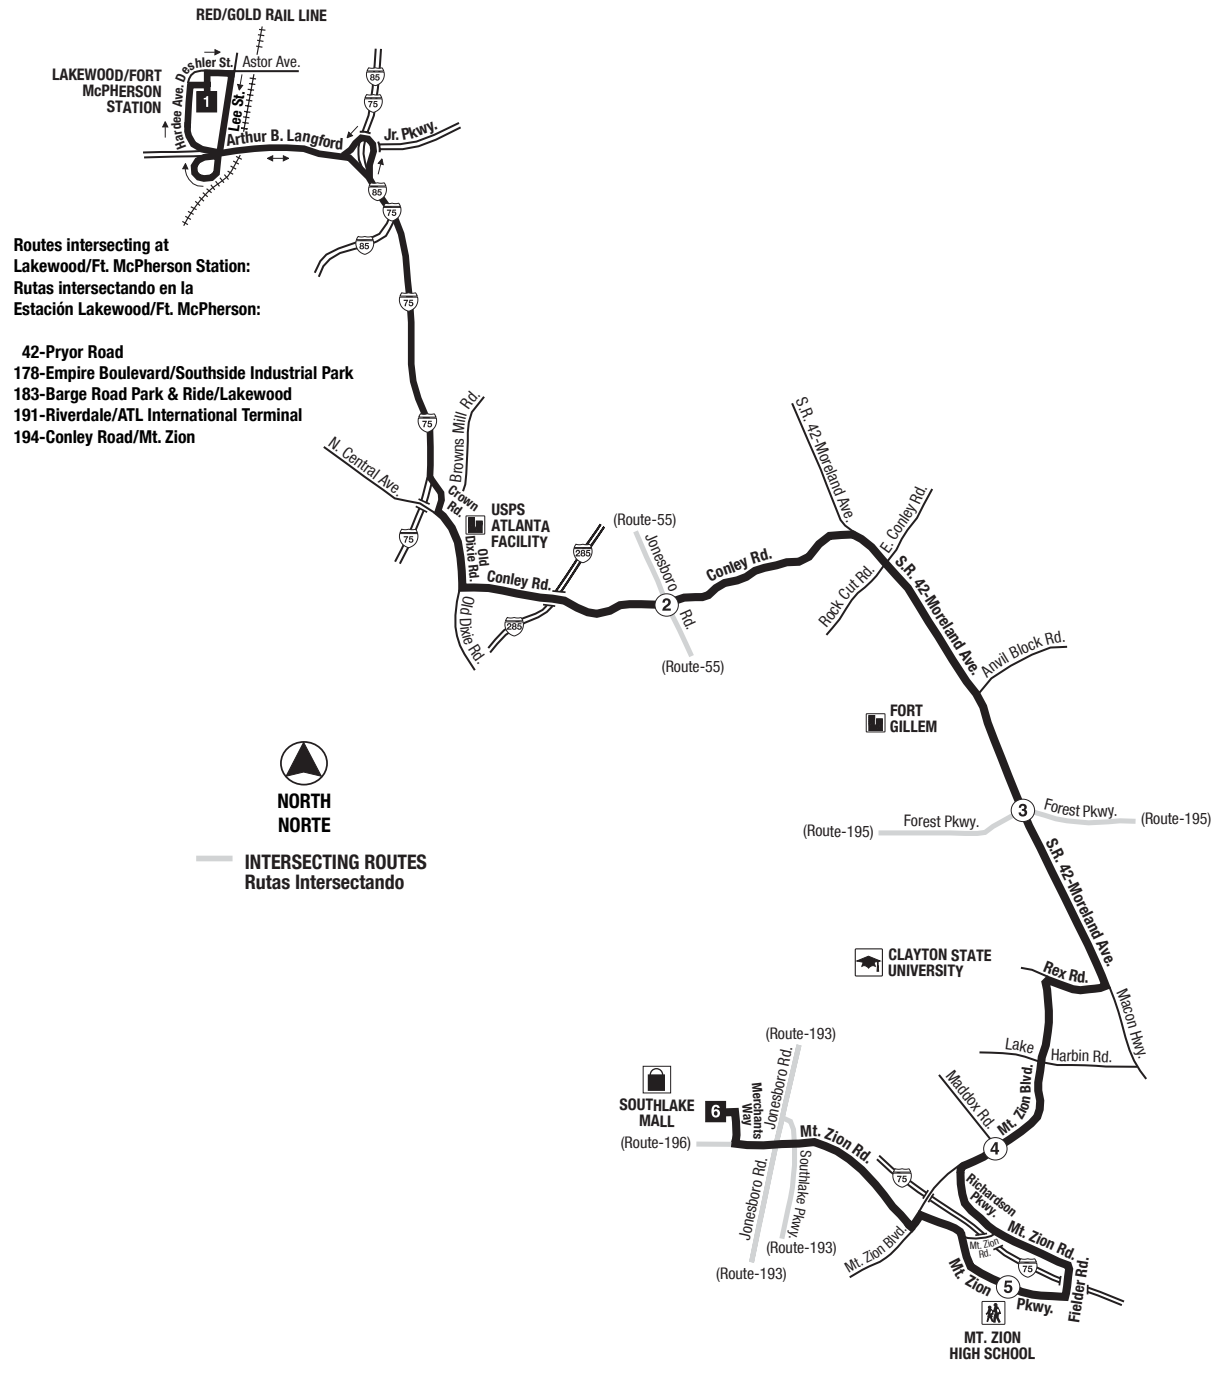 RED/GOLD RAIL LINE
Deshler St.
Astor Ave.
LAKEWOOD/FORT
McPHERSON
STATION
1
Hardee Ave.
Lee St.
85
75
Arthur B. Langford
Jr. Pkwy.
85
75
85
75
Routes intersecting at
Lakewood/Ft. McPherson Station:
Rutas intersectando en la
Estación Lakewood/Ft. McPherson:
42-Pryor Road
178-Empire Boulevard/Southside Industrial Park
183-Barge Road Park & Ride/Lakewood
191-Riverdale/ATL International Terminal
194-Conley Road/Mt. Zion
75
N. Central Ave.
Browns Mill Rd.
Crown
Rd.
75
USPS
ATLANTA
FACILITY
Old
Dixie Rd.
Conley Rd.
285
285
Old Dixie Rd.
(Route-55)
Jonesboro
Rd.
2
(Route-55)
Conley Rd.
S.R. 42-Moreland Ave.
E. Conley Rd.
Rock Cut Rd.
S.R. 42-Moreland Ave.
Anvil Block Rd.
FORT
GILLEM
NORTH
NORTE
INTERSECTING ROUTES
Rutas Intersectando
(Route-195)
Forest Pkwy.
3
Forest Pkwy.
(Route-195)
S.R. 42-Moreland Ave.
CLAYTON STATE
UNIVERSITY
Rex Rd.
Macon Hwy.
Lake
Harbin Rd.
Maddox Rd.
Mt. Zion Blvd.
4
(Route-193)
Jonesboro Rd.
SOUTHLAKE
MALL
6
Merchants
Way
(Route-196)
Mt. Zion Rd.
Jonesboro Rd.
Southlake Pkwy.
(Route-193)
(Route-193)
75
Mt. Zion Blvd.
Richardson
Pkwy.
Mt. Zion Rd.
Mt. Zion
Rd.
75
Fielder Rd.
Mt. Zion
5
Pkwy.
MT. ZION
HIGH SCHOOL